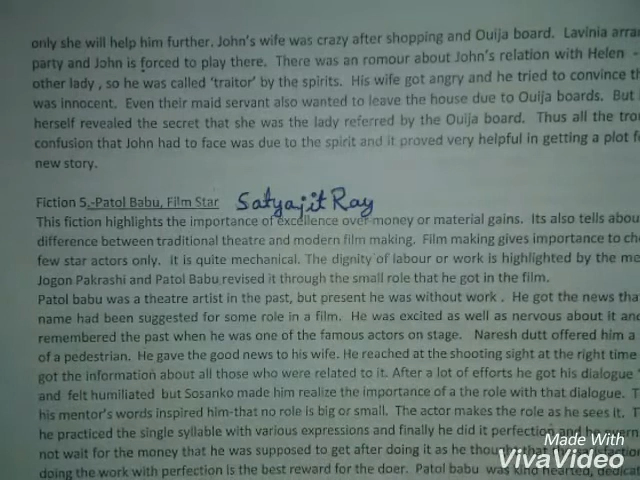 only she will help him further. John's wife was crazy after shopping and Ouija board. Lavinia arran
party and John is forced to play there. There was an romour about John's relation with Helen -
other lady , so he was called 'traitor' by the spirits. His wife got angry and he tried to convince th
was innocent. Even their maid servant also wanted to leave the house due to Ouija boards. But
herself revealed the secret that she was the lady referred by the Ouija board. Thus all the tro
confusion that John had to face was due to the spirit and it proved very helpful in getting a plot f
new story.
Fiction 5.-Patol Babu, Film Star Satyajit Ray
This fiction highlights the importance of excellence over money or material gains. Its also tells abou
difference between traditional theatre and modern film making. Film making gives importance to ch
few star actors only. it is quite mechanical. The dignity of labour or work is highlighted by the me
Jogon Pakrashi and Patol Babu revised it through the small role that he got in the film.
Patol babu was a theatre artist in the past, but present he was without work . He got the news tha
name had been suggested for some role in a film. He was excited as well as nervous about it and
remembered the past when he was one of the famous actors on stage. Naresh dutt offered him a
of a pedestrian. He gave the good news to his wife. He reached at the shooting sight at the right time
got the information about all those who were related to it. After a lot of efforts he got his dialogue
and felt humiliated but Sosanko made him realize the importance of a the role with that dialogue. T
his mentor's words inspired him-that no role is big or small. The actor makes the role as he sees it. T
he practiced the single syllable with various expressions and finally he did it perfection and he
not wait for the money that he was supposed to get after doing it as he thought that satisfaction
doing the work with perfection is the best reward for the doer. Patol babu was kind hearted, dedicat
Made With
VivaVideo